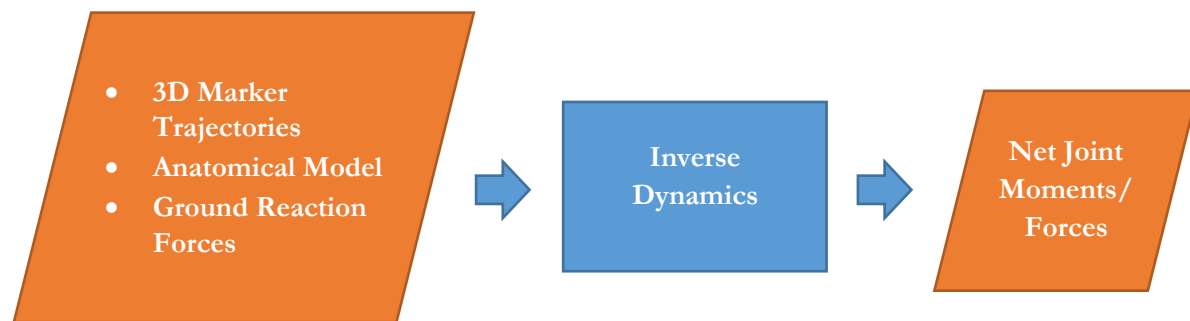 • 3D Marker
Trajectories
• Anatomical Model
• Ground Reaction
Forces
Inverse
Dynamics
Net Joint
Moments/
Forces